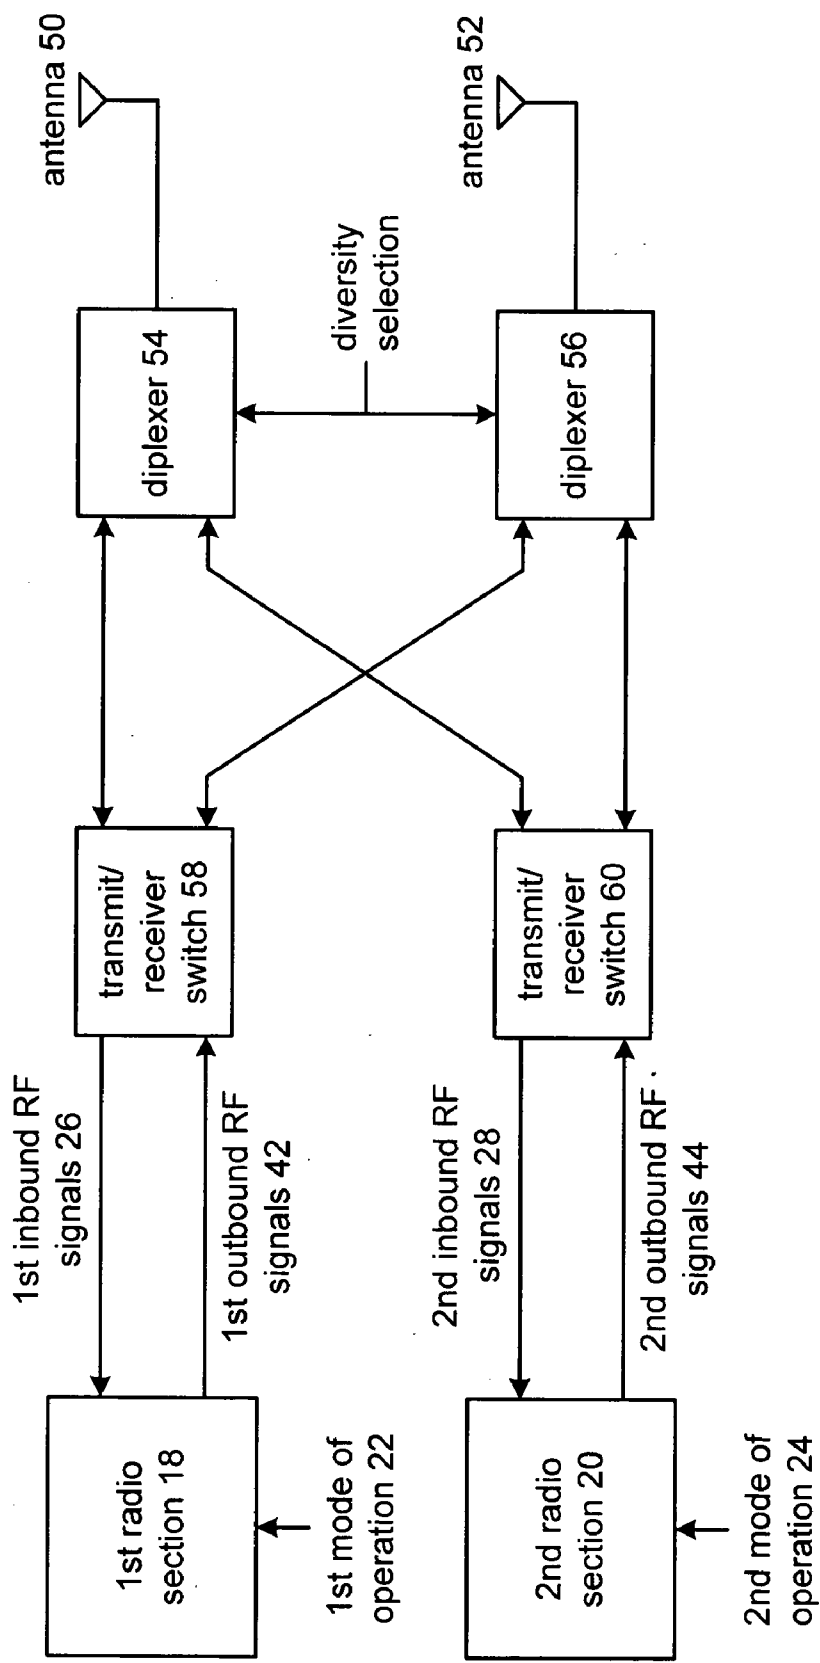 1st radio
section 18
1st mode of
operation 22
1st inbound RF
signals 26
1st outbound RF
signals 42
transmit/
receiver
switch 58
diplexer 54
antenna 50
diversity
selection
2nd radio
section 20
2nd mode of
operation 24
2nd inbound RF
signals 28
2nd outbound RF
signals 44
transmit/
receiver
switch 60
diplexer 56
antenna 52